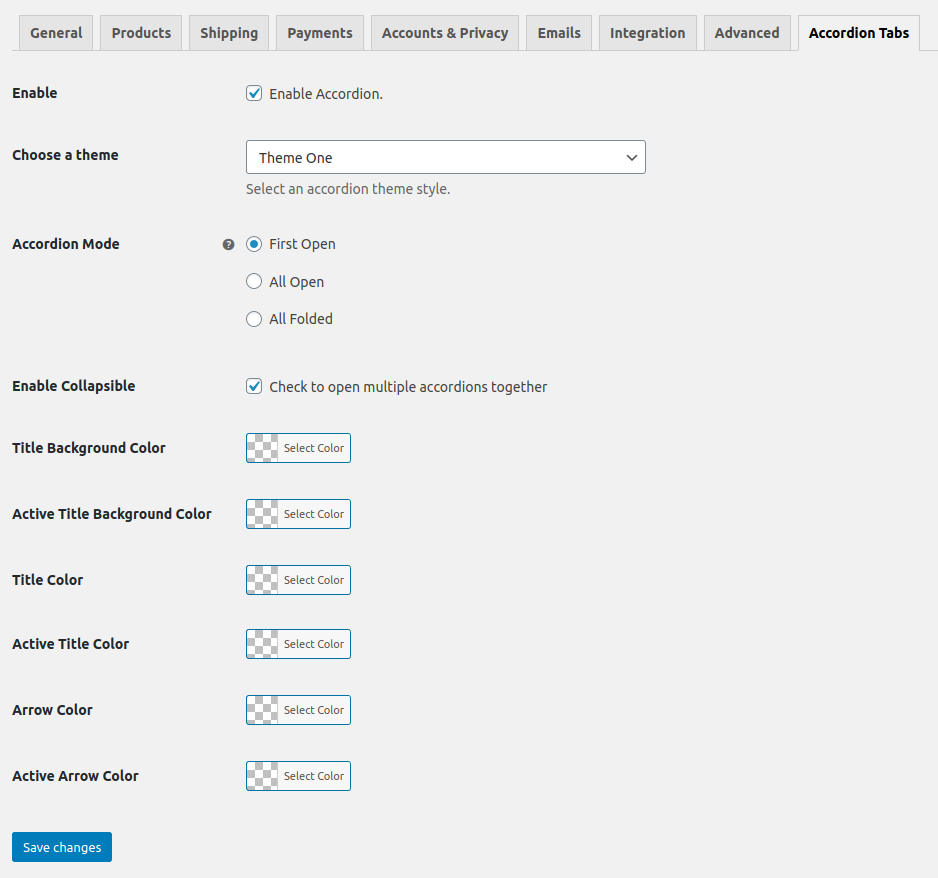 General Products Shipping Payments Accounts & Privacy Emails Integration Advanced Accordion Tabs
Enable Enable Accordion.
Choose a theme Theme One
Select an accordion theme style.
Accordion Mode ? First Open
All Open
All Folded
Enable Collapsible Check to open multiple accordions together
Title Background Color Select Color
Active Title Background Color Select Color
Title Color Select Color
Active Title Color Select Color
Arrow Color Select Color
Active Arrow Color Select Color
Save changes